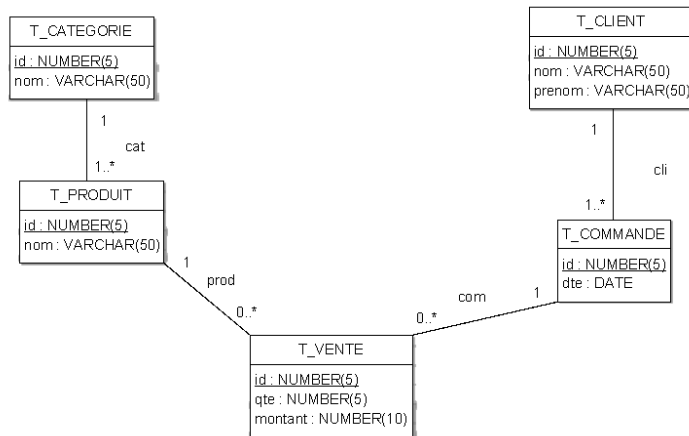 T_CATEGORIE
id : NUMBER(5)
nom : VARCHAR(50)
T_CLIENT
id : NUMBER(5)
nom : VARCHAR(50)
prenom : VARCHAR(50)
1
cat
1..*
1
cli
1..*
T_PRODUIT
id : NUMBER(5)
nom : VARCHAR(50)
T_COMMANDE
id : NUMBER(5)
dte : DATE
1
prod
0..*
1
com
0..*
T_VENTE
id : NUMBER(5)
qte : NUMBER(5)
montant : NUMBER(10)